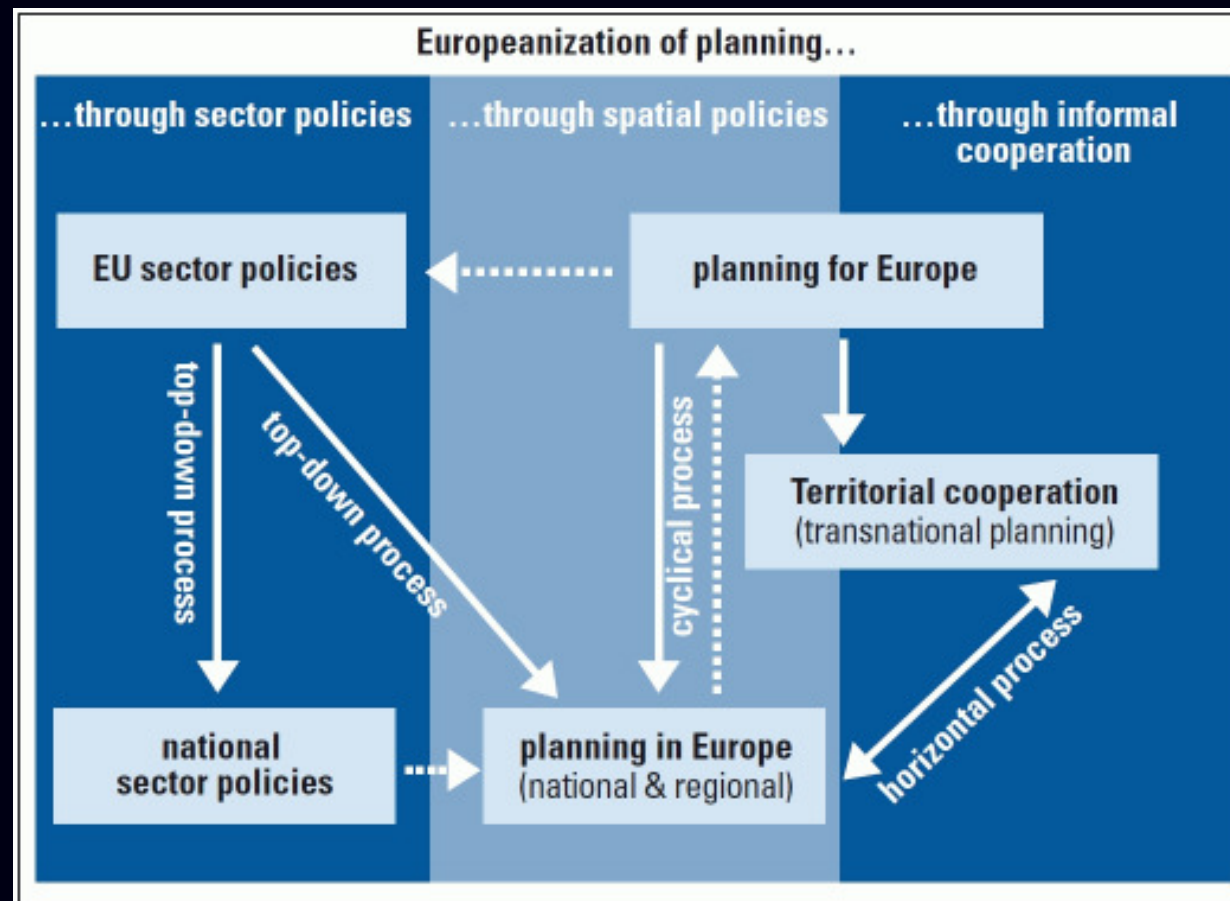 Europeanization of planning…
…through sector policies
…through spatial policies
…through informal
cooperation
EU sector policies
planning for Europe
top-down process
top-down process
cyclical process
Territorial cooperation
(transnational planning)
horizontal process
national
sector policies
planning in Europe
(national & regional)